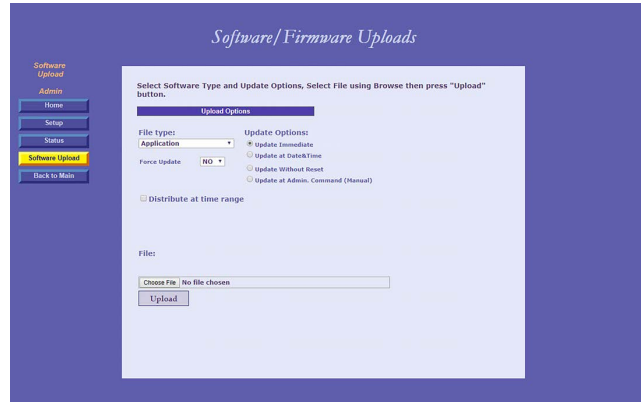 Software/Firmware Uploads
Software
Upload
Admin
Home
Setup
Status
Software Upload
Back to Main
Select Software Type and Update Options, Select File using Browse then press "Upload"
button.
Upload Options
File type:
Application
Force Update NO
Update Options:
Update Immediate
Update at Date&Time
Update Without Reset
Update at Admin. Command (Manual)
Distribute at time range
File:
Choose File No file chosen
Upload